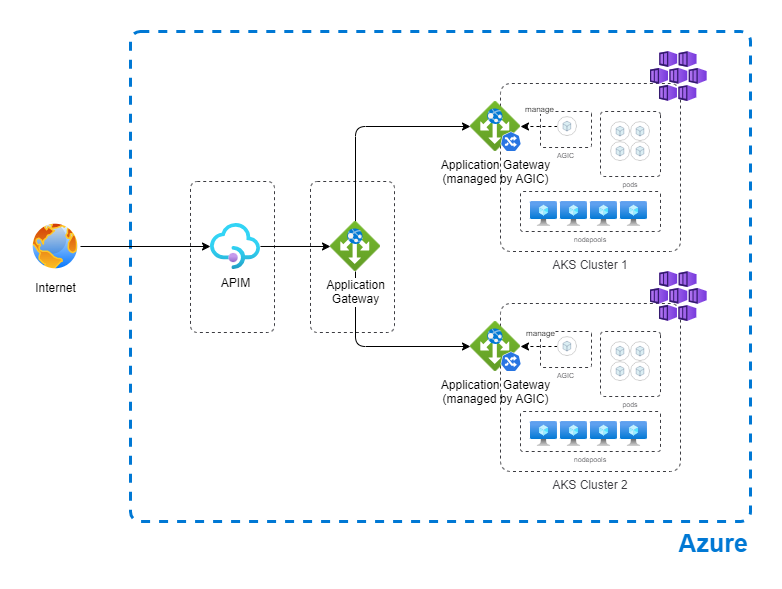 manage
AGIC
Application Gateway
(managed by AGIC)
pods
nodepools
AKS Cluster 1
Internet
APIM
Application
Gateway
manage
AGIC
Application Gateway
(managed by AGIC)
pods
nodepools
AKS Cluster 2
Azure